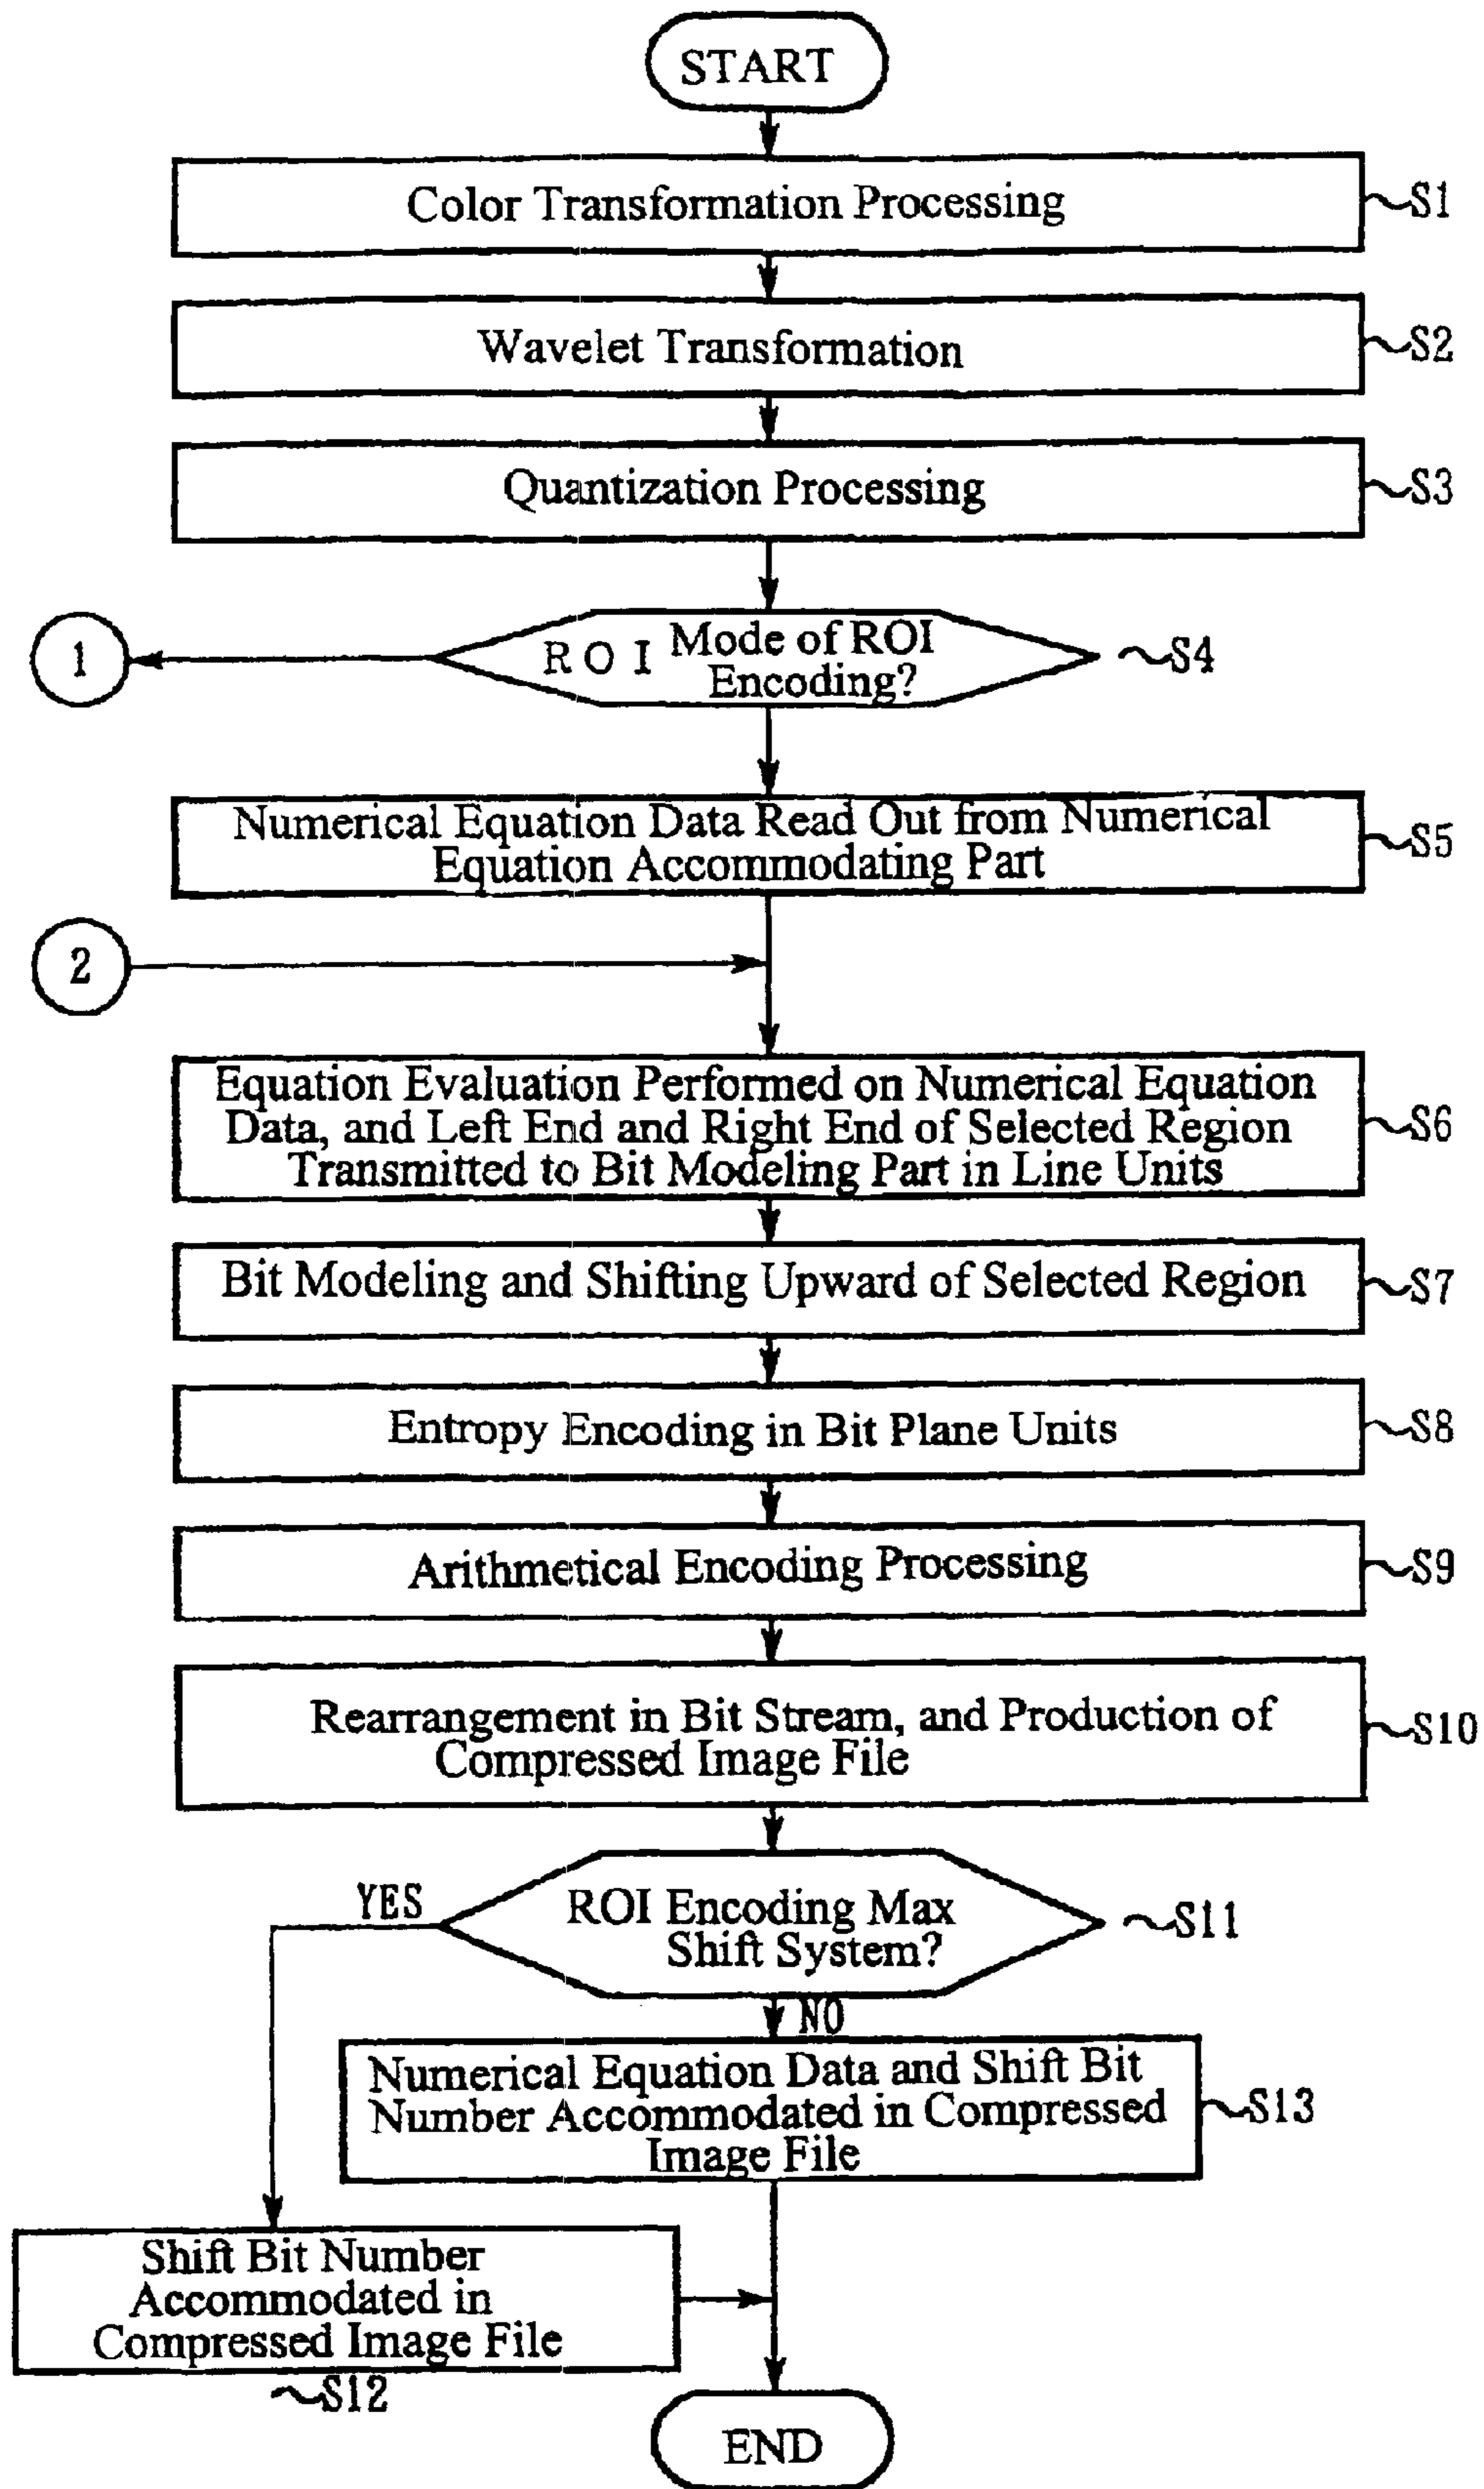 START
Color Transformation Processing
~S1
Wavelet Transformation
~S2
Quantization Processing
~S3
1
ROI Mode of ROI
Encoding?
~S4
Numerical Equation Data Read Out from Numerical
Equation Accommodating Part
~S5
2
Equation Evaluation Performed on Numerical Equation
Data, and Left End and Right End of Selected Region
Transmitted to Bit Modeling Part in Line Units
~S6
Bit Modeling and Shifting Upward of Selected Region
~S7
Entropy Encoding in Bit Plane Units
~S8
Arithmetical Encoding Processing
~S9
Rearrangement in Bit Stream, and Production of
Compressed Image File
~S10
YES
ROI Encoding Max
Shift System?
~S11
NO
Numerical Equation Data and Shift Bit
Number Accommodated in Compressed
Image File
~S13
Shift Bit Number
Accommodated in
Compressed Image File
~S12
END